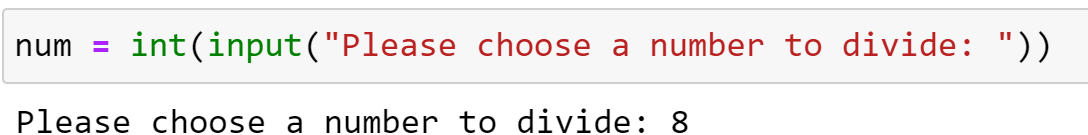 num = int(input("Please choose a number to divide: "))
Please choose a number to divide: 8